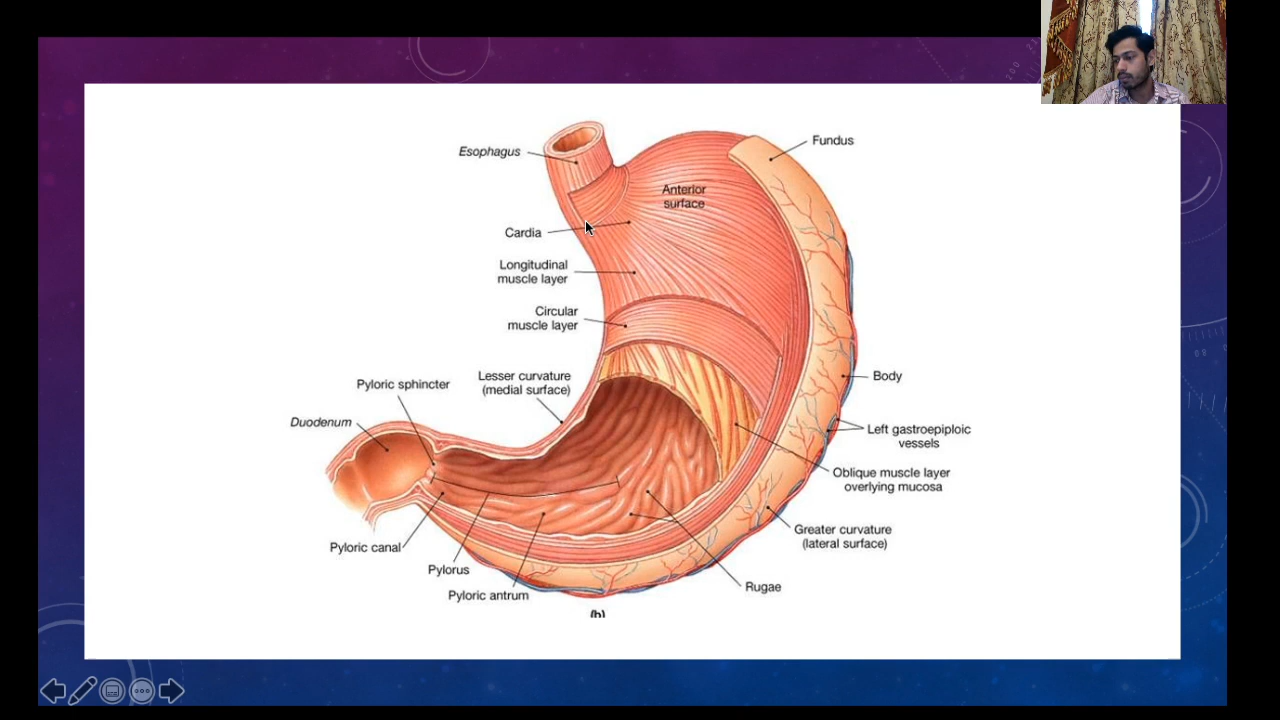 Esophagus
Fundus
Anterior
surface
Cardia
Longitudinal
muscle layer
Circular
muscle layer
Lesser curvature
(medial surface)
Pyloric sphincter
Body
Duodenum
Left gastroepiploic
vessels
Oblique muscle layer
overlying mucosa
Greater curvature
(lateral surface)
Pyloric canal
Pylorus
Rugae
Pyloric antrum
(b)